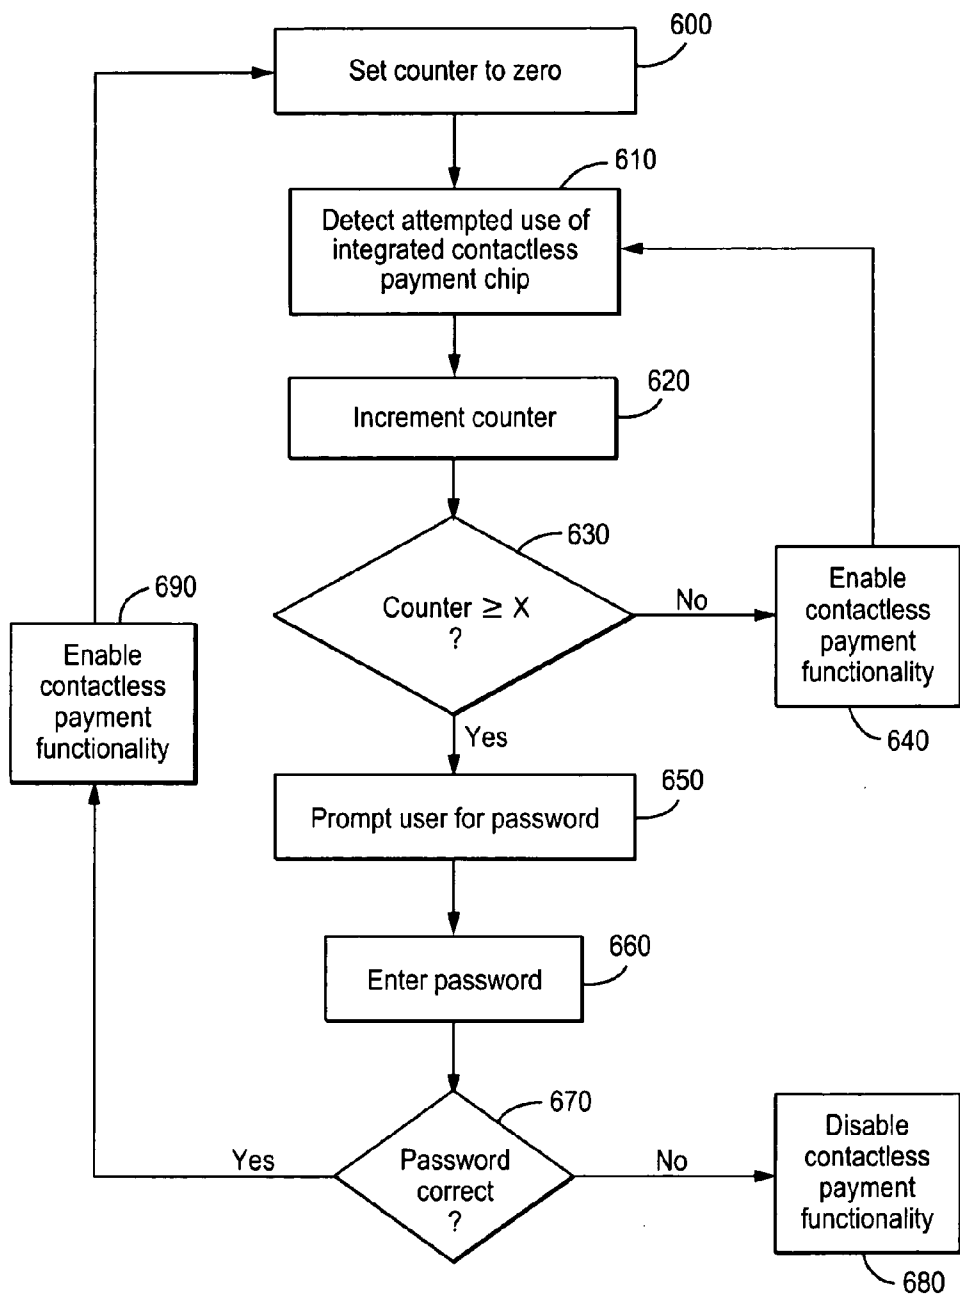 600
Set counter to zero
610
Detect attempted use of
integrated contactless
payment chip
620
Increment counter
630
Counter ≥ X
?
No
Enable
contactless
payment
functionality
640
690
Enable
contactless
payment
functionality
Yes
650
Prompt user for password
660
Enter password
670
Password
correct
?
Yes
No
Disable
contactless
payment
functionality
680